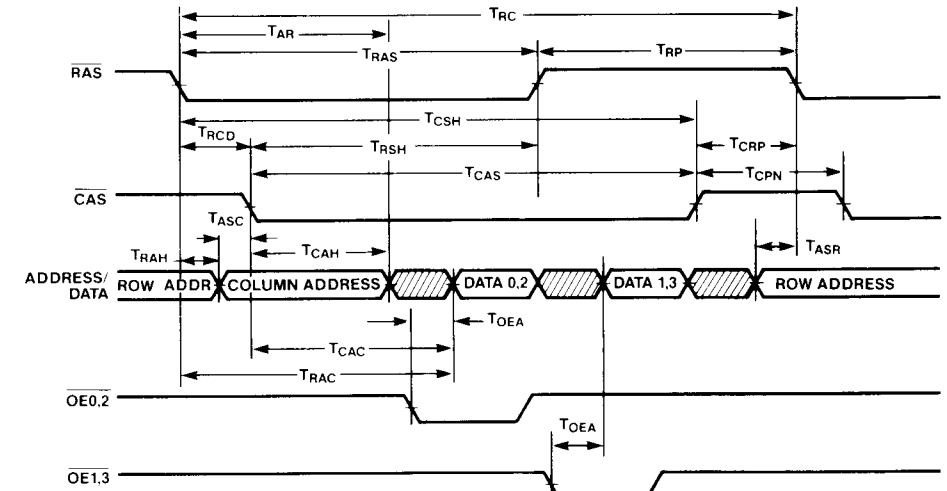 TRC
TAR
TRAS
TRP
RAS
TCSH
TRCD
TRSH
TCRP
TCAS
TCPN
CAS
TASC
TRAH
TCAH
TASR
ADDRESS/
DATA
ROW ADDR
COLUMN ADDRESS
DATA 0,2
DATA 1,3
ROW ADDRESS
TOEA
TCAC
TRAC
OE0,2
TOEA
OE1,3